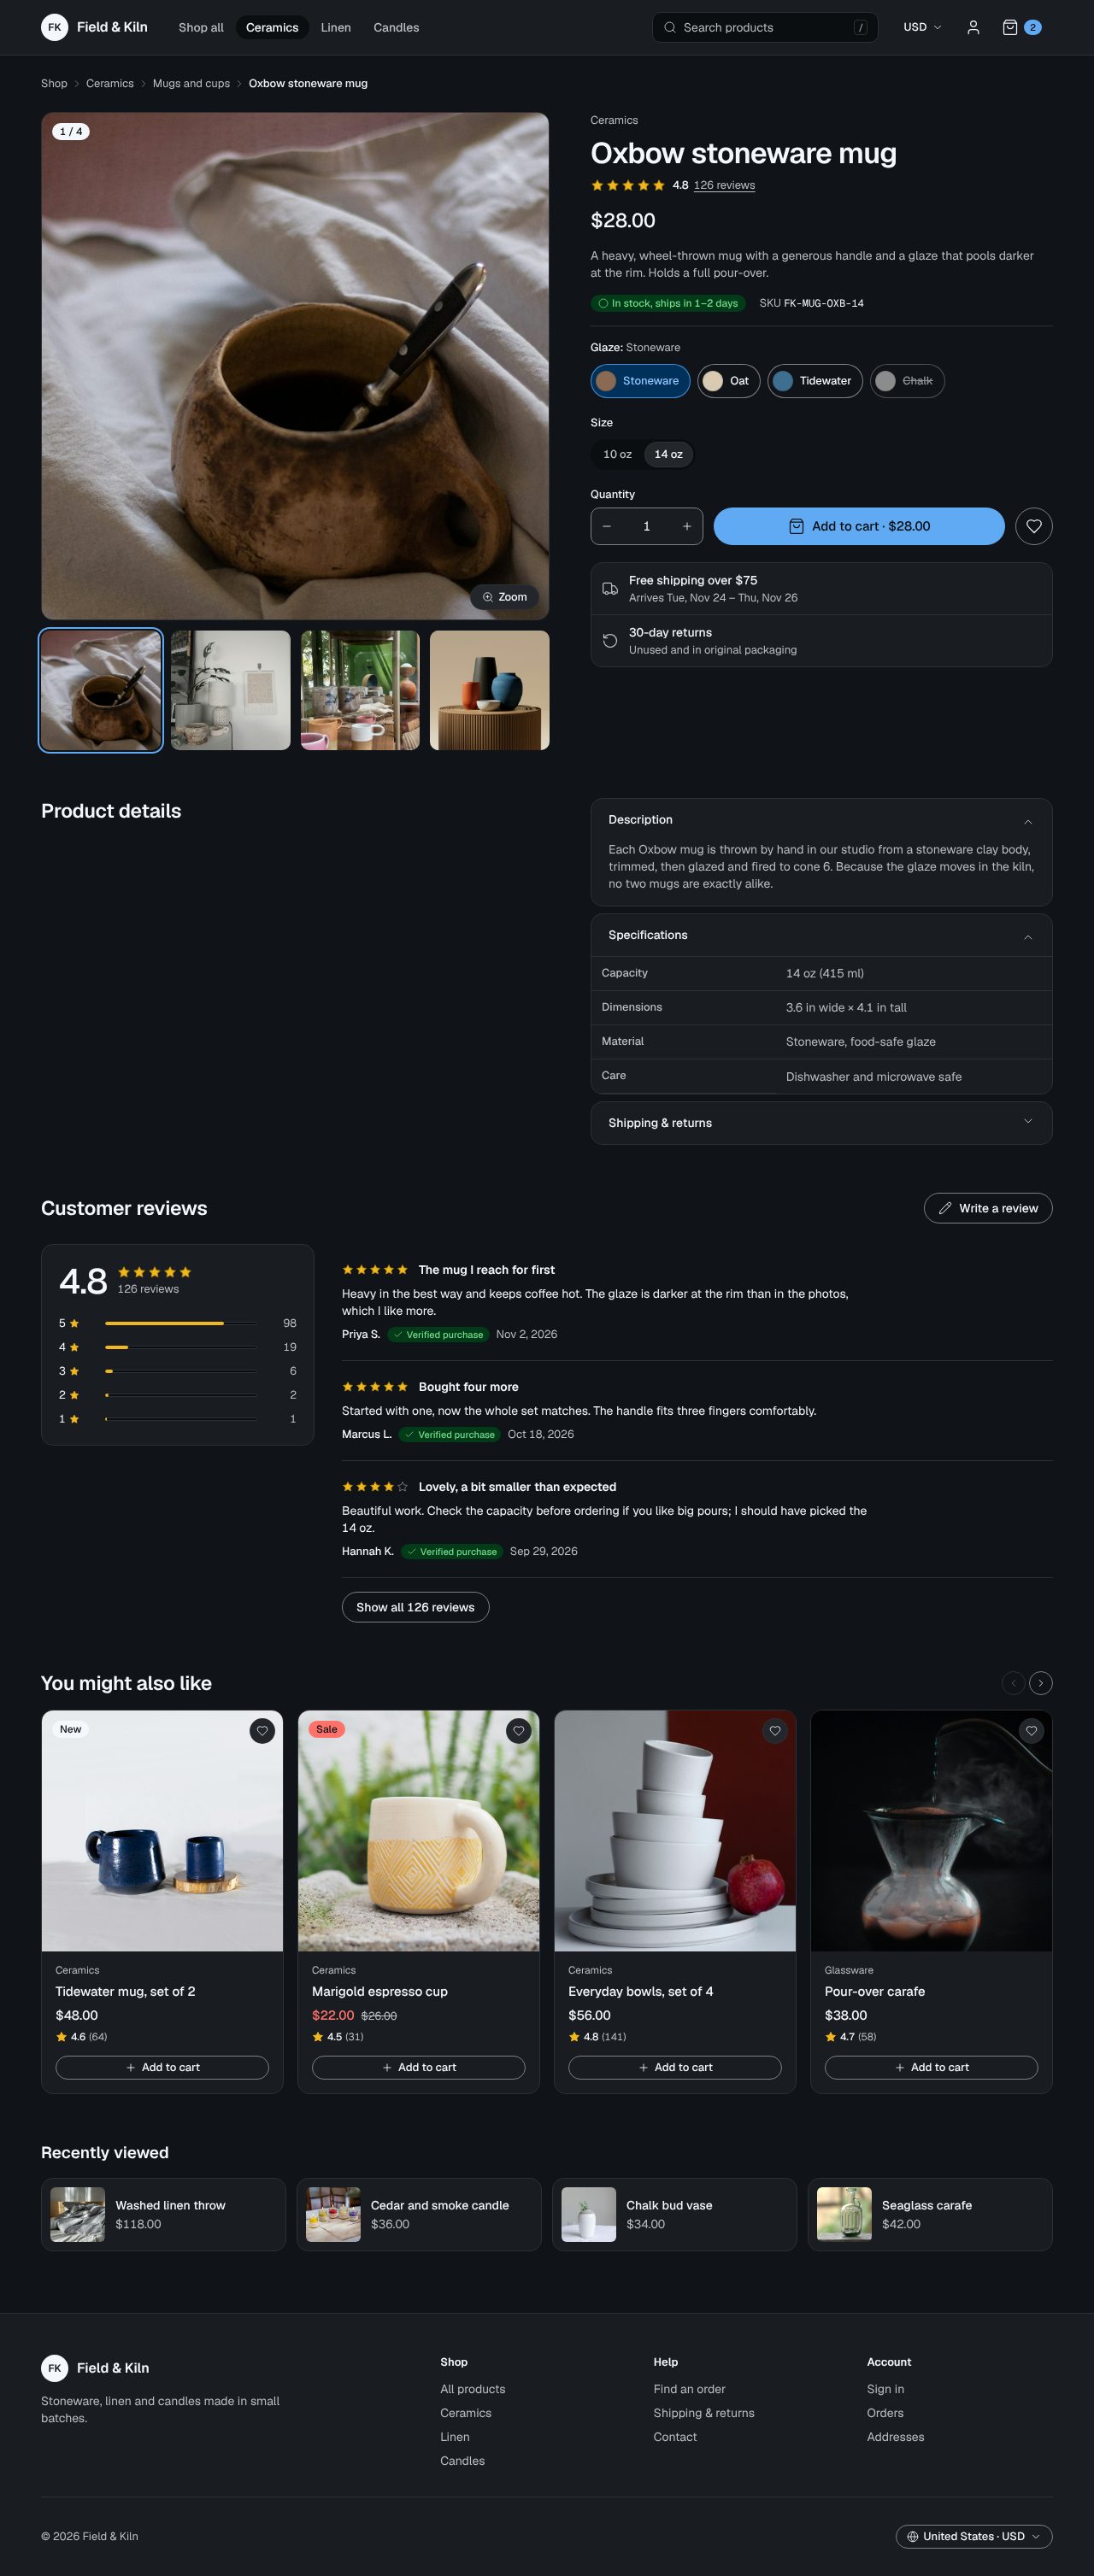 FK Field & Kiln Shop all Ceramics Linen Candles Search products / USD 2
Shop Ceramics Mugs and cups Oxbow stoneware mug
1 / 4
Zoom
Ceramics
Oxbow stoneware mug
4.8 126 reviews
$28.00
A heavy, wheel-thrown mug with a generous handle and a glaze that pools darker
at the rim. Holds a full pour-over.
In stock, ships in 1–2 days SKU FK-MUG-OXB-14
Glaze: Stoneware
Stoneware Oat Tidewater Chalk
Size
10 oz 14 oz
Quantity
1 Add to cart · $28.00
Free shipping over $75
Arrives Tue, Nov 24 – Thu, Nov 26
30-day returns
Unused and in original packaging
Product details
Description
Each Oxbow mug is thrown by hand in our studio from a stoneware clay body,
trimmed, then glazed and fired to cone 6. Because the glaze moves in the kiln,
no two mugs are exactly alike.
Specifications
Capacity 14 oz (415 ml)
Dimensions 3.6 in wide × 4.1 in tall
Material Stoneware, food-safe glaze
Care Dishwasher and microwave safe
Shipping & returns
Customer reviews Write a review
4.8
126 reviews
5 98
4 19
3 6
2 2
1 1
The mug I reach for first
Heavy in the best way and keeps coffee hot. The glaze is darker at the rim than in the photos,
which I like more.
Priya S. Verified purchase Nov 2, 2026
Bought four more
Started with one, now the whole set matches. The handle fits three fingers comfortably.
Marcus L. Verified purchase Oct 18, 2026
Lovely, a bit smaller than expected
Beautiful work. Check the capacity before ordering if you like big pours; I should have picked the
14 oz.
Hannah K. Verified purchase Sep 29, 2026
Show all 126 reviews
You might also like
New
Ceramics
Tidewater mug, set of 2
$48.00
4.6 (64)
Add to cart
Sale
Ceramics
Marigold espresso cup
$22.00 $26.00
4.5 (31)
Add to cart
Ceramics
Everyday bowls, set of 4
$56.00
4.8 (141)
Add to cart
Glassware
Pour-over carafe
$38.00
4.7 (58)
Add to cart
Recently viewed
Washed linen throw
$118.00
Cedar and smoke candle
$36.00
Chalk bud vase
$34.00
Seaglass carafe
$42.00
FK Field & Kiln
Stoneware, linen and candles made in small
batches.
Shop
All products
Ceramics
Linen
Candles
Help
Find an order
Shipping & returns
Contact
Account
Sign in
Orders
Addresses
© 2026 Field & Kiln
United States · USD